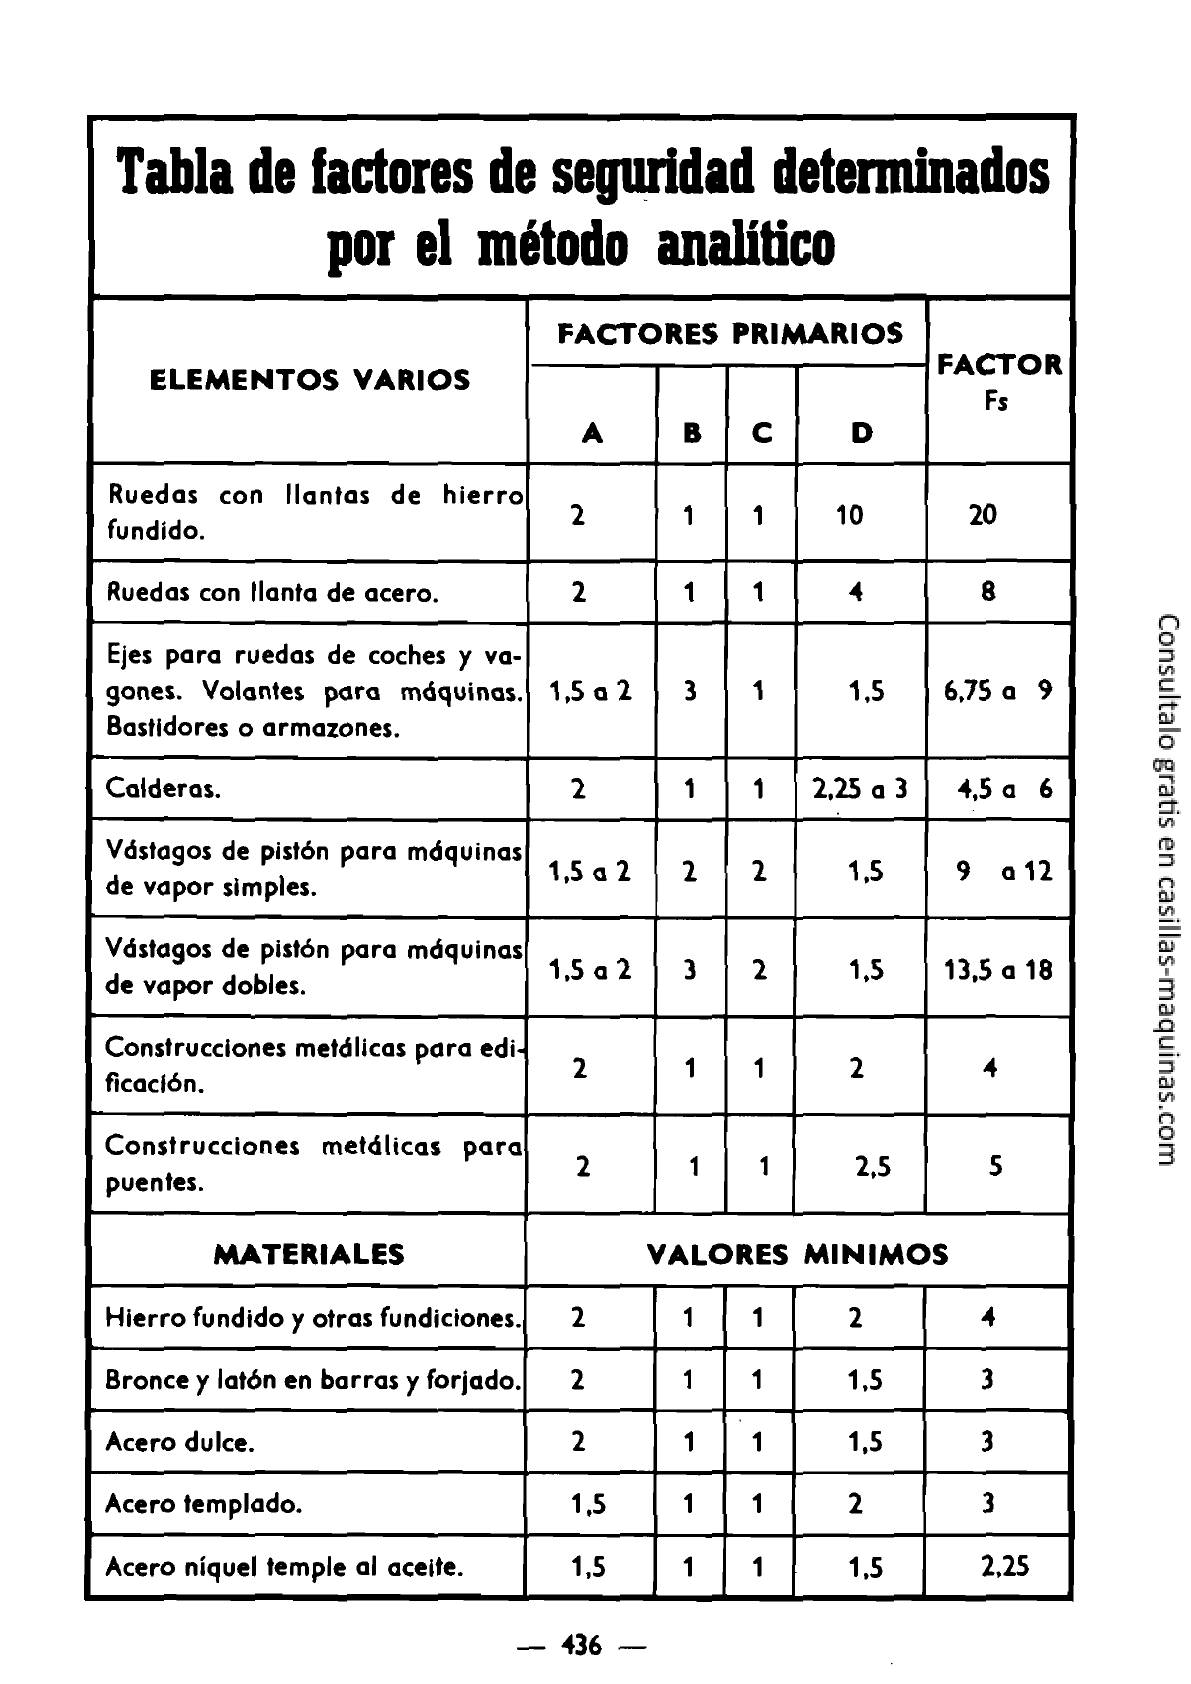 Tabla de factores de seguridad determinados
por el método analítico
ELEMENTOS VARIOS
FACTORES PRIMARIOS
FACTOR
Fs
A B C D
Ruedas con llantas de hierro
fundido.
2 1 1 10 20
Ruedas con llanta de acero. 2 1 1 4 8
Ejes para ruedas de coches y va-
gones. Volantes para máquinas.
Bastidores o armazones.
1,5 a 2 3 1 1,5 6,75 a 9
Calderas. 2 1 1 2,25 a 3 4,5 a 6
Vástagos de pistón para máquinas
de vapor simples.
1,5 a 2 2 2 1,5 9 a 12
Vástagos de pistón para máquinas
de vapor dobles.
1,5 a 2 3 2 1,5 13,5 a 18
Construcciones metálicas para edi-
ficación.
2 1 1 2 4
Construcciones metálicas para
puentes.
2 1 1 2,5 5
MATERIALES VALORES MINIMOS
Hierro fundido y otras fundiciones. 2 1 1 2 4
Bronce y latón en barras y forjado. 2 1 1 1,5 3
Acero dulce. 2 1 1 1,5 3
Acero templado. 1,5 1 1 2 3
Acero níquel temple al aceite. 1,5 1 1 1,5 2,25
— 436 —
Consultalo gratis en casillas-maquinas.com